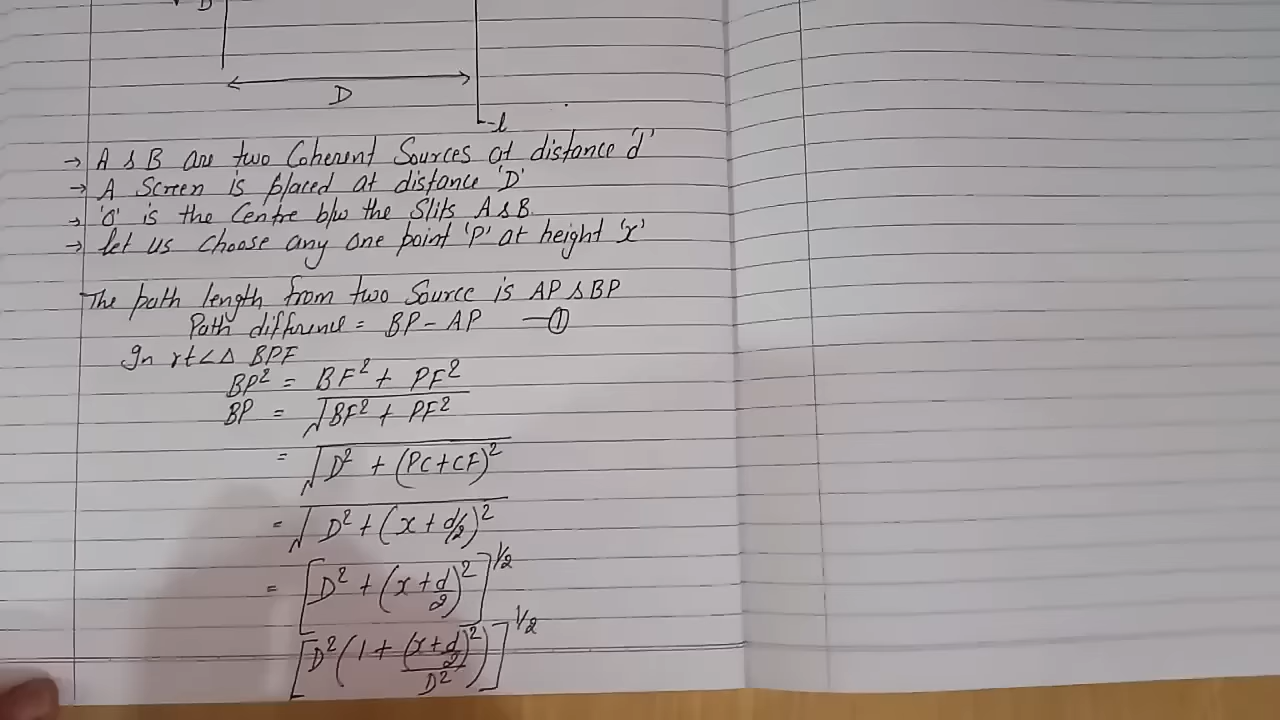 D
D
-l
→ A & B are two Coherent Sources at distance 'd'
→ A Screen is placed at distance 'D'
→ 'O' is the Centre b/w the Slits A & B.
→ let us choose any one point 'P' at height 'x'
The path length from two Source is AP & BP
Path difference = BP - AP —①
In rt<Δ BPF
BP² = BF² + PF²
BP = √BF² + PF²
= √D² + (PC+CF)²
= √D² + (x + d/2)²
= [D² + (x + d/2)²]^1/2
[D² (1 + (x + d/2)²/D²)]^1/2